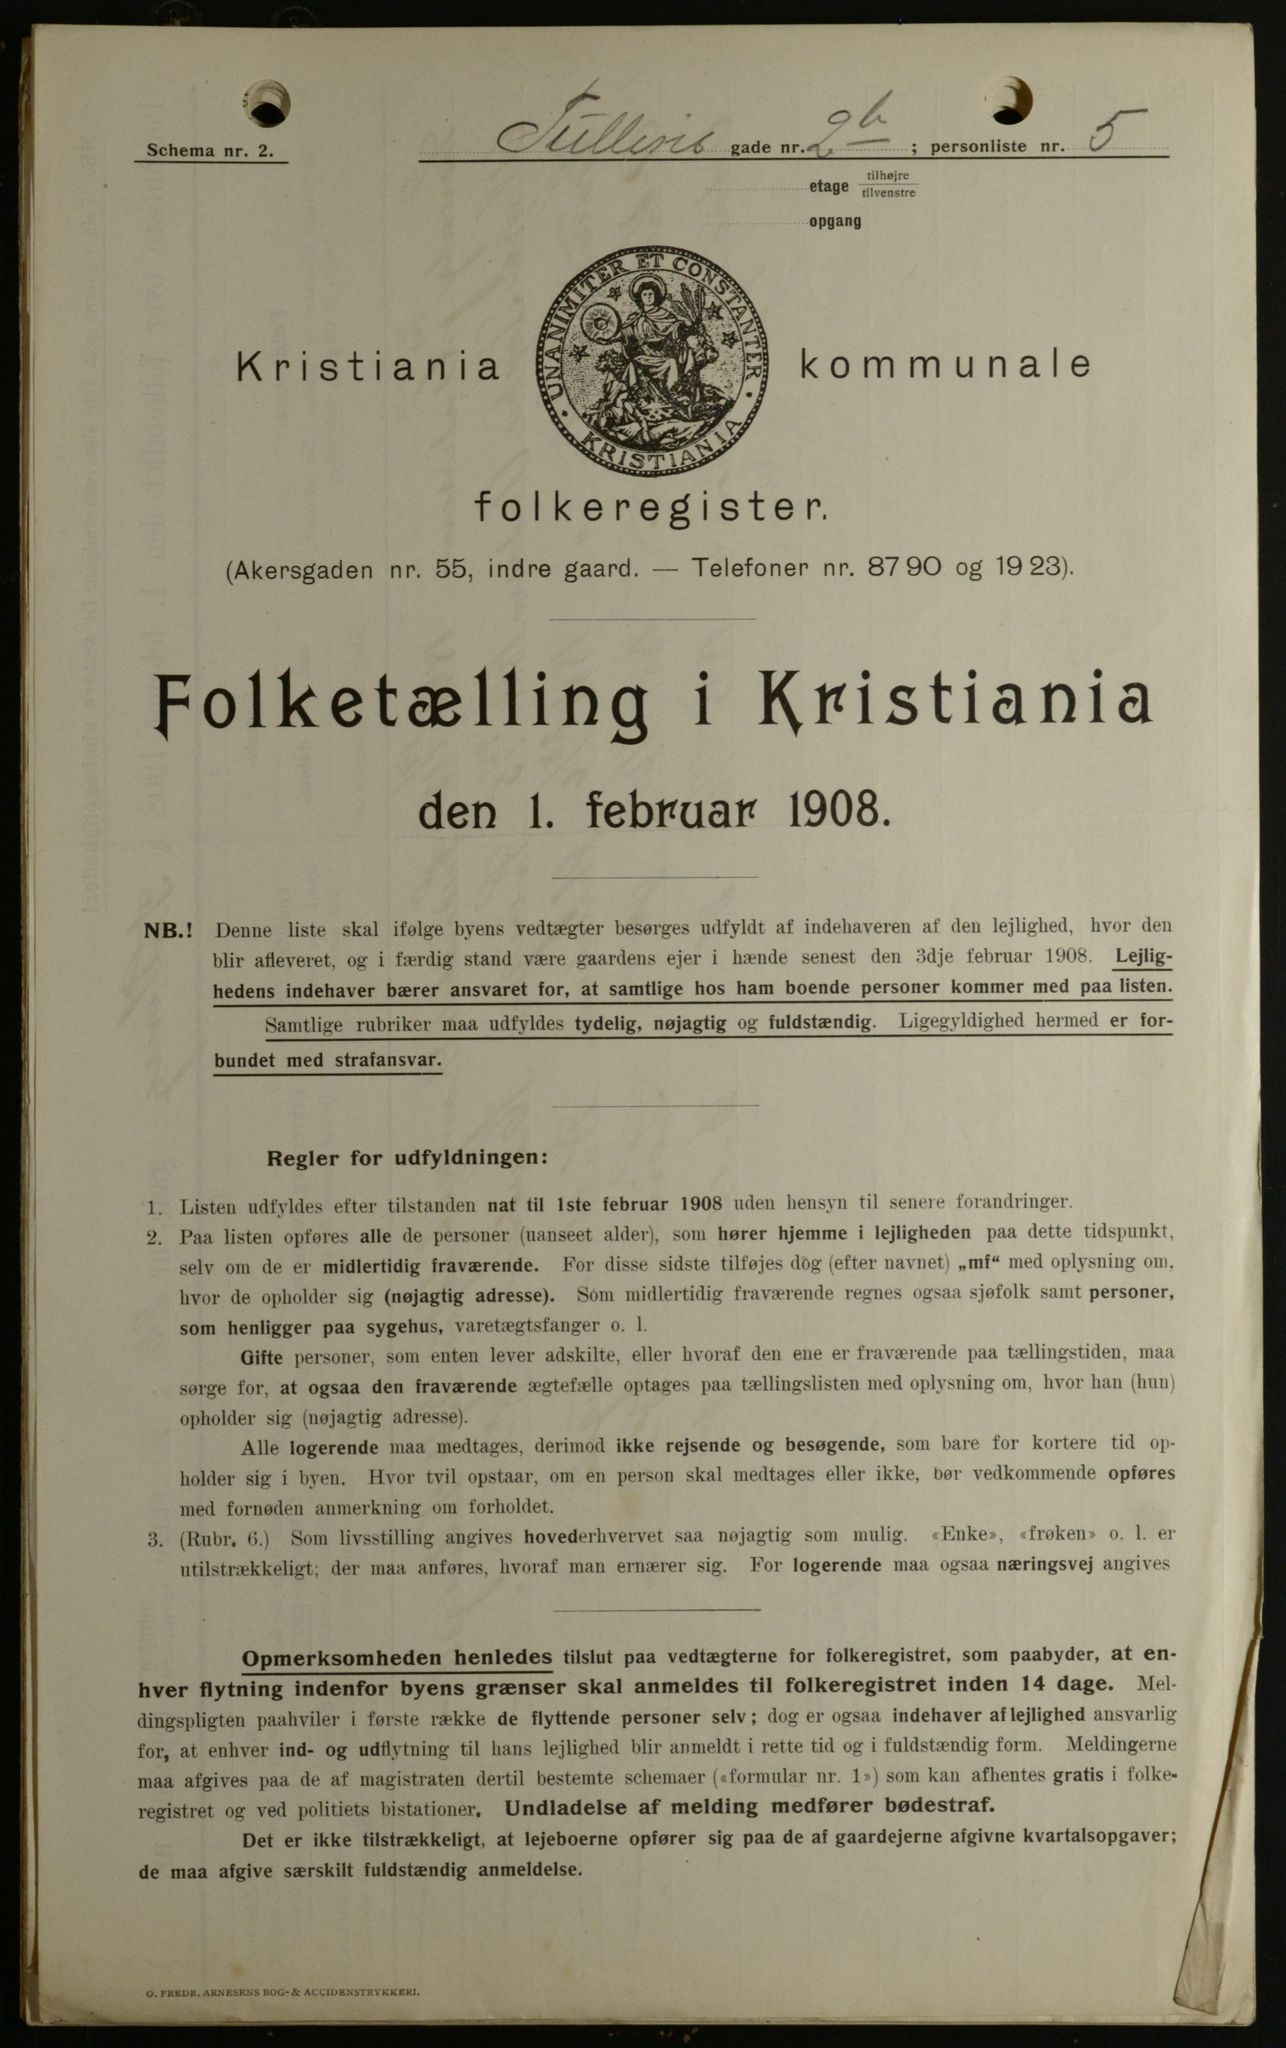 Schema nr. 2.
Tullins gade nr. 2b ; personliste nr. 5
etage tilhøjre
tilvenstre
opgang
UNANIMITER ET CONSTANTER
KRISTIANIA
Kristiania kommunale
folkeregister.
(Akersgaden nr. 55, indre gaard. — Telefoner nr. 87 90 og 19 23).
Folketælling i Kristiania
den 1. februar 1908.
NB.! Denne liste skal ifølge byens vedtægter besørges udfyldt af indehaveren af den lejlighed, hvor den
blir afleveret, og i færdig stand være gaardens ejer i hænde senest den 3dje februar 1908. Lejlig-
hedens indehaver bærer ansvaret for, at samtlige hos ham boende personer kommer med paa listen.
Samtlige rubriker maa udfyldes tydelig, nøjagtig og fuldstændig. Ligegyldighed hermed er for-
bundet med strafansvar.
Regler for udfyldningen:
1. Listen udfyldes efter tilstanden nat til 1ste februar 1908 uden hensyn til senere forandringer.
2. Paa listen opføres alle de personer (uanseet alder), som hører hjemme i lejligheden paa dette tidspunkt,
selv om de er midlertidig fraværende. For disse sidste tilføjes dog (efter navnet) „mf“ med oplysning om,
hvor de opholder sig (nøjagtig adresse). Som midlertidig fraværende regnes ogsaa sjøfolk samt personer,
som henligger paa sygehus, varetægtsfanger o. l.
Gifte personer, som enten lever adskilte, eller hvoraf den ene er fraværende paa tællingstiden, maa
sørge for, at ogsaa den fraværende ægtefælle optages paa tællingslisten med oplysning om, hvor han (hun)
opholder sig (nøjagtig adresse).
Alle logerende maa medtages, derimod ikke rejsende og besøgende, som bare for kortere tid op-
holder sig i byen. Hvor tvil opstaar, om en person skal medtages eller ikke, bør vedkommende opføres
med fornøden anmerkning om forholdet.
3. (Rubr. 6.) Som livsstilling angives hovederhvervet saa nøjagtig som mulig. «Enke», «frøken» o. l. er
utilstrækkeligt; der maa anføres, hvoraf man ernærer sig. For logerende maa ogsaa næringsvej angives
Opmerksomheden henledes tilslut paa vedtægterne for folkeregistret, som paabyder, at en-
hver flytning indenfor byens grænser skal anmeldes til folkeregistret inden 14 dage. Mel-
dingspligten paahviler i første række de flyttende personer selv; dog er ogsaa indehaver af lejlighed ansvarlig
for, at enhver ind- og udflytning til hans lejlighed blir anmeldt i rette tid og i fuldstændig form. Meldingerne
maa afgives paa de af magistraten dertil bestemte schemaer («formular nr. 1») som kan afhentes gratis i folke-
registret og ved politiets bistationer. Undladelse af melding medfører bødestraf.
Det er ikke tilstrækkeligt, at lejeboerne opfører sig paa de af gaardejerne afgivne kvartalsopgaver;
de maa afgive særskilt fuldstændig anmeldelse.
O. FREDR. ARNESENS BOG- & ACCIDENSTRYKKERI.